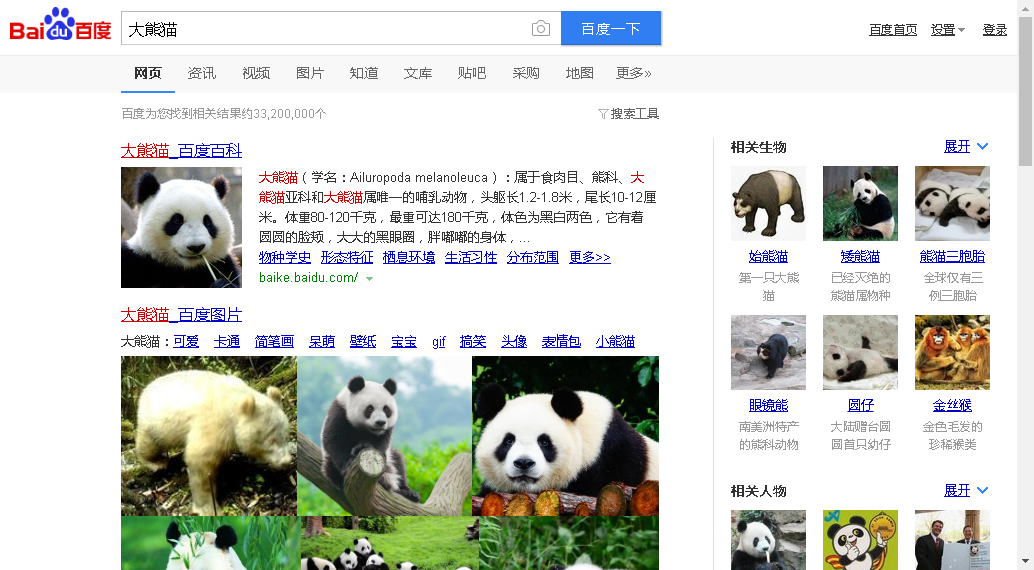 Bai du 百度
大熊猫
百度一下
百度首页 设置 登录
网页 资讯 视频 图片 知道 文库 贴吧 采购 地图 更多»
百度为您找到相关结果约33,200,000个
搜索工具
大熊猫_百度百科
大熊猫（学名：Ailuropoda melanoleuca）：属于食肉目、熊科、大
熊猫亚科和大熊猫属唯一的哺乳动物，头躯长1.2-1.8米，尾长10-12厘
米。体重80-120千克，最重可达180千克，体色为黑白两色，它有着
圆圆的脸颊，大大的黑眼圈，胖嘟嘟的身体，...
物种学史 形态特征 栖息环境 生活习性 分布范围 更多>>
baike.baidu.com/
大熊猫_百度图片
大熊猫：可爱 卡通 简笔画 呆萌 壁纸 宝宝 gif 搞笑 头像 表情包 小熊猫
相关生物 展开
始熊猫 矮熊猫 熊猫三胞胎
第一只大熊 已经灭绝的 全球仅有三
猫 熊猫属物种 例三胞胎
眼镜熊 圆仔 金丝猴
南美洲特产 大陆赠台圆 金色毛发的
的熊科动物 圆首只幼仔 珍稀猴类
相关人物 展开